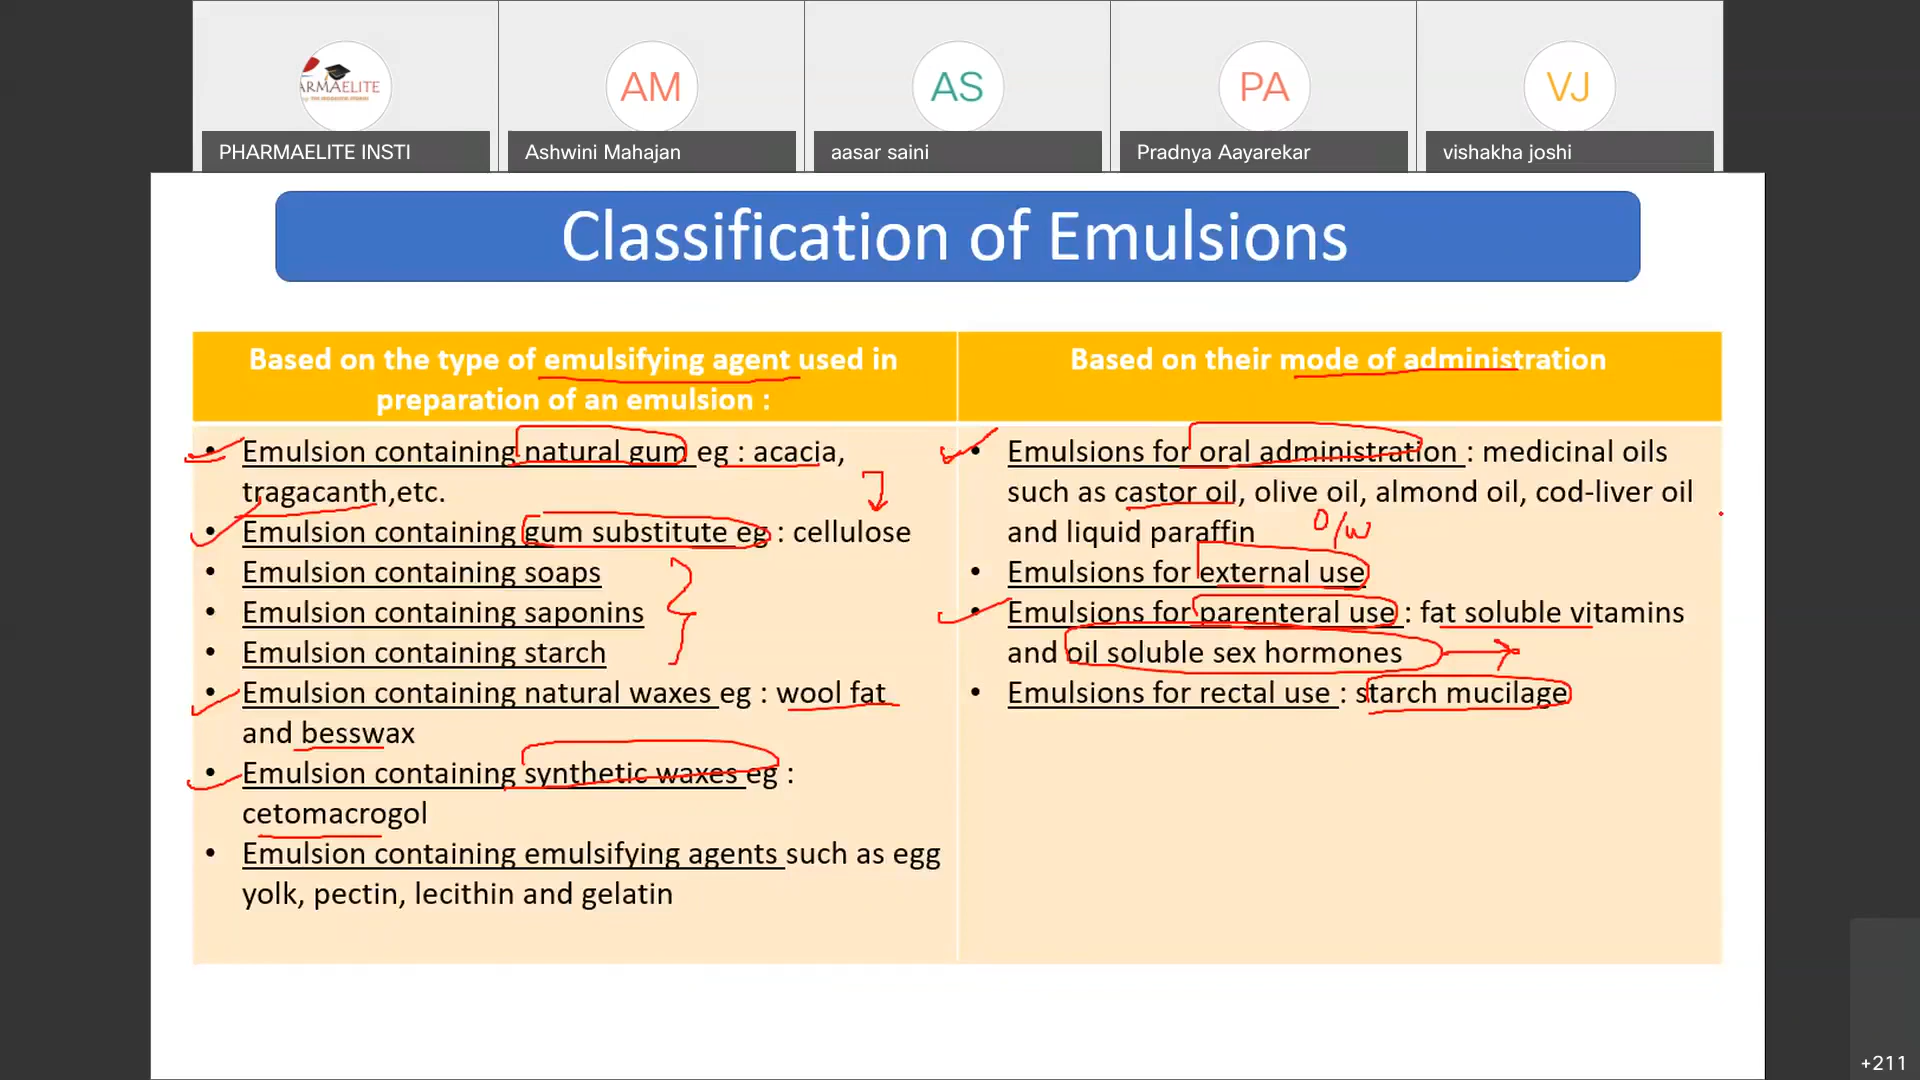 ARMAELITE
AM
AS
PA
VJ
PHARMAELITE INSTI
Ashwini Mahajan
aasar saini
Pradnya Aayarekar
vishakha joshi
Classification of Emulsions
Based on the type of emulsifying agent used in
preparation of an emulsion :
• Emulsion containing natural gum eg : acacia,
tragacanth,etc.
• Emulsion containing gum substitute eg : cellulose
• Emulsion containing soaps
• Emulsion containing saponins
• Emulsion containing starch
• Emulsion containing natural waxes eg : wool fat
and besswax
• Emulsion containing synthetic waxes eg :
cetomacrogol
• Emulsion containing emulsifying agents such as egg
yolk, pectin, lecithin and gelatin
Based on their mode of administration
• Emulsions for oral administration : medicinal oils
such as castor oil, olive oil, almond oil, cod-liver oil
and liquid paraffin
O/W
• Emulsions for external use
• Emulsions for parenteral use : fat soluble vitamins
and oil soluble sex hormones
• Emulsions for rectal use : starch mucilage
+211